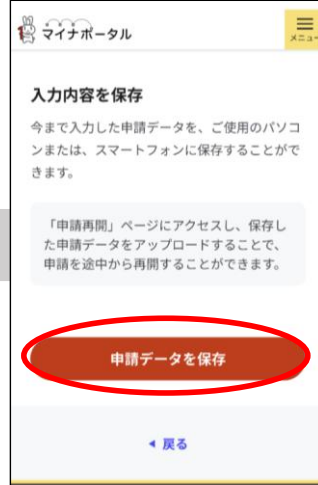 マイナポータル
メニュー
入力内容を保存
今まで入力した申請データを、ご使用のパソコ
ンまたは、スマートフォンに保存することがで
きます。
「申請再開」ページにアクセスし、保存し
た申請データをアップロードすることで、
申請を途中から再開することができます。
申請データを保存
戻る